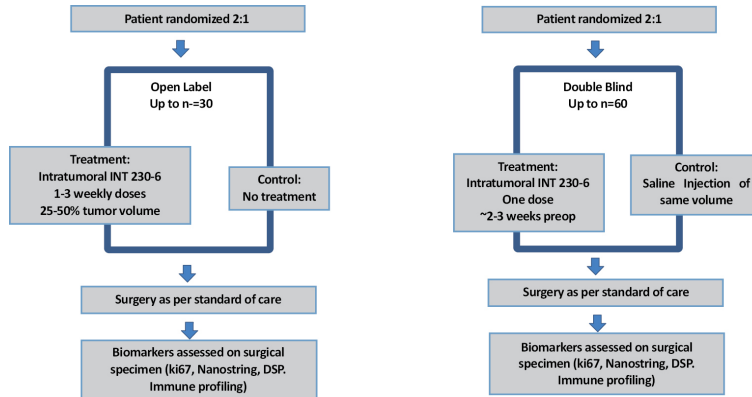 Patient randomized 2:1
Open Label
Up to n-=30
Treatment:
Intratumoral INT 230-6
1-3 weekly doses
25-50% tumor volume
Control:
No treatment
Surgery as per standard of care
Biomarkers assessed on surgical
specimen (ki67, Nanostring, DSP.
Immune profiling)
Patient randomized 2:1
Double Blind
Up to n=60
Treatment:
Intratumoral INT 230-6
One dose
~2-3 weeks preop
Control:
Saline Injection of
same volume
Surgery as per standard of care
Biomarkers assessed on surgical
specimen (ki67, Nanostring, DSP.
Immune profiling)